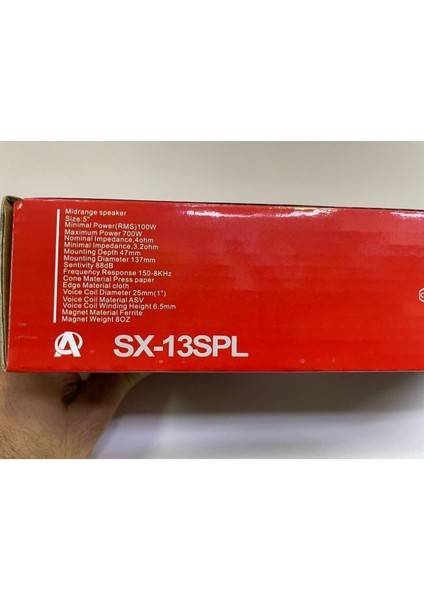 Midrange speaker
Size:5"
Minimal Power(RMS)100W
Maximum Power 700W
Nominal Impedance,4ohm
Minimal Impedance,3.2ohm
Mounting Depth 47mm
Mounting Diameter 137mm
Sentivity 88dB
Frequency Response 150-8KHz
Cone Material Press paper
Edge Material cloth
Voice Coil Diameter 25mm(1")
Voice Coil Material ASV
Voice Coil Winding Height 6.5mm
Magnet Material Ferrite
Magnet Weight 8OZ
SX-13SPL